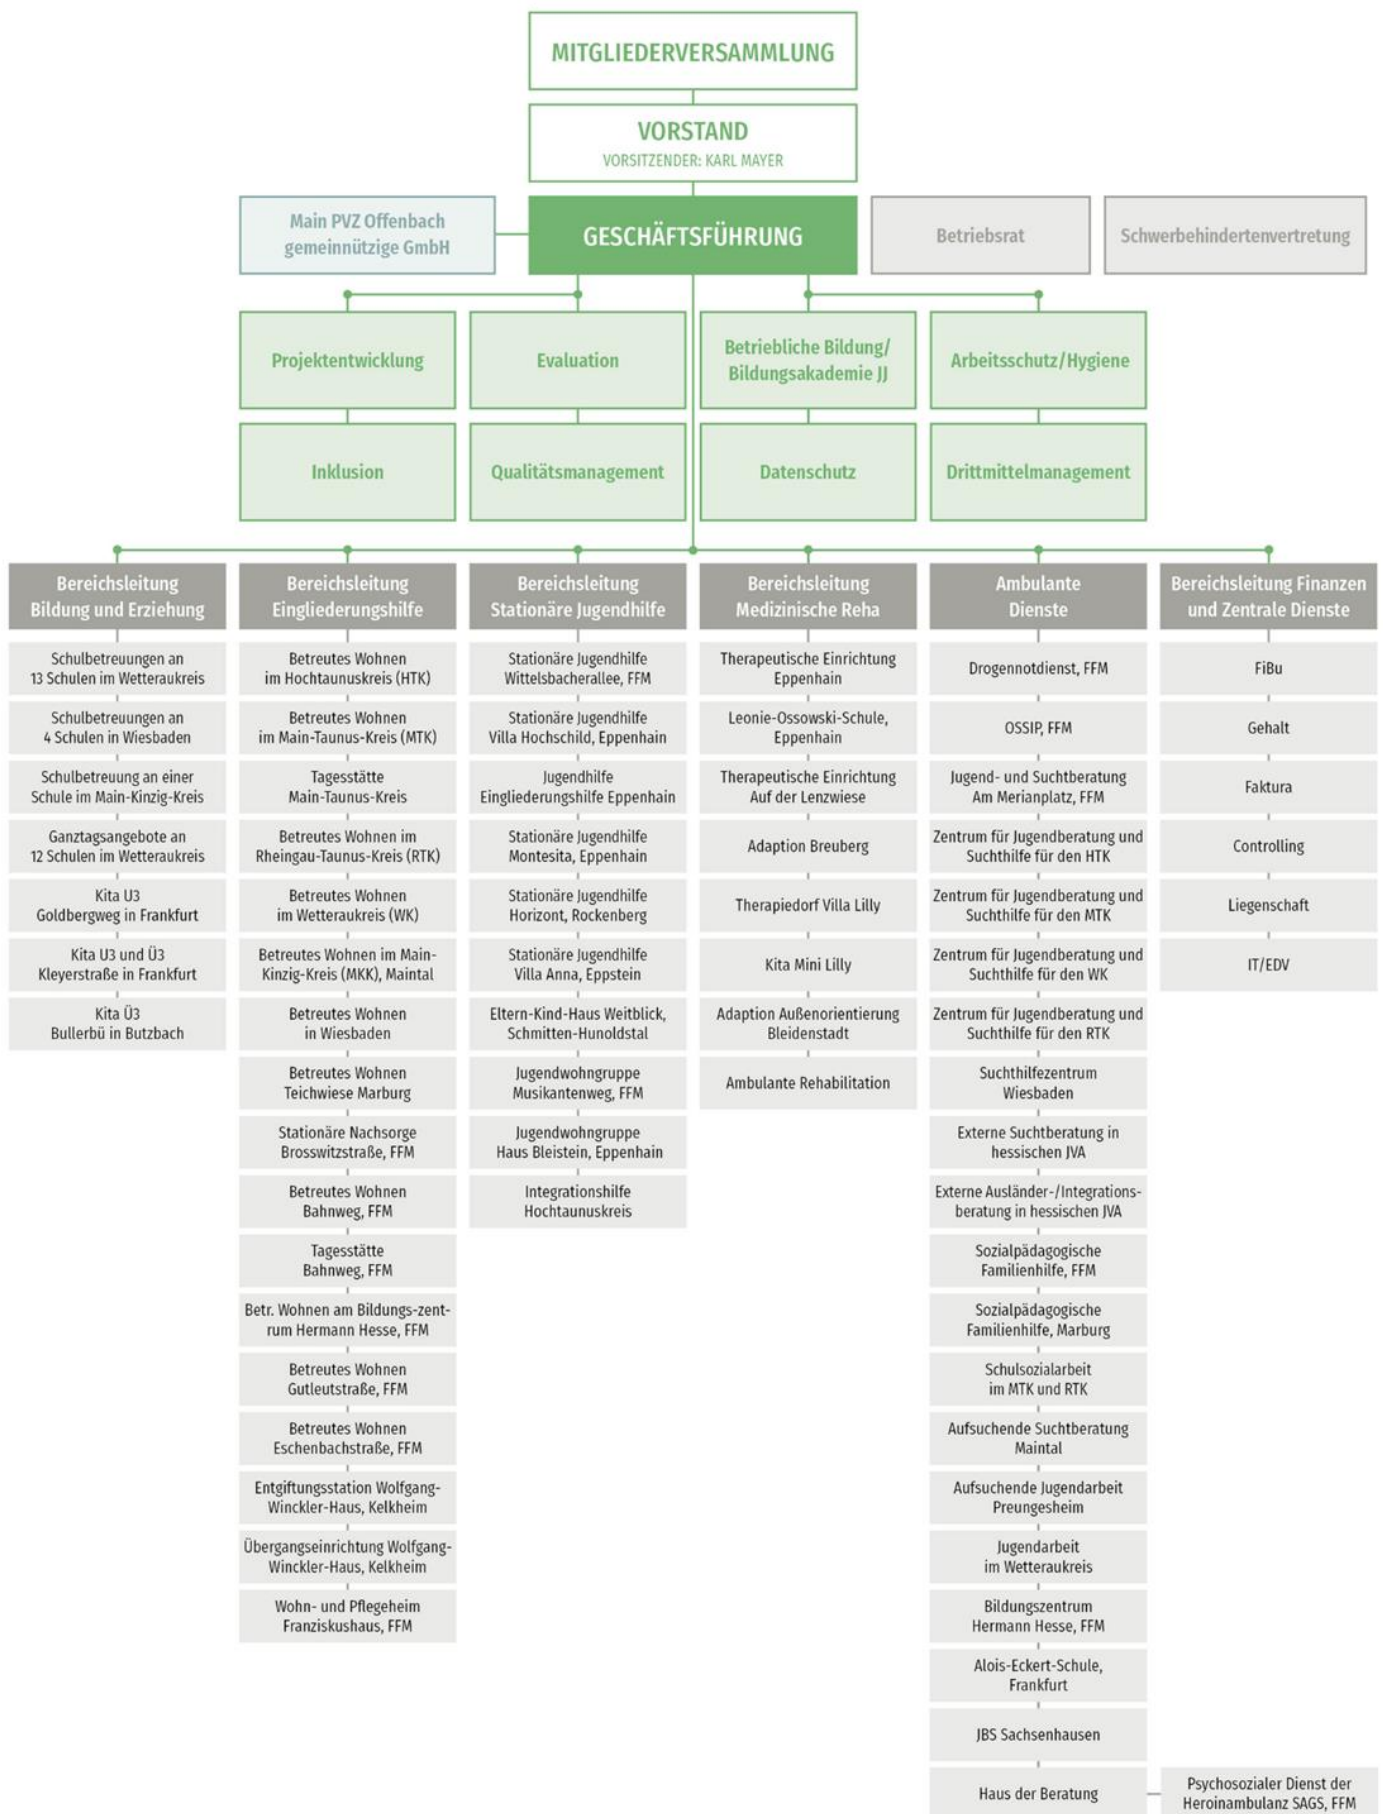 MITGLIEDERVERSAMMLUNG
VORSTAND
VORSITZENDER: KARL MAYER
Main PVZ Offenbach
gemeinnützige GmbH
GESCHÄFTSFÜHRUNG
Betriebsrat
Schwerbehindertenvertretung
Projektentwicklung
Evaluation
Betriebliche Bildung/
Bildungsakademie JJ
Arbeitsschutz/Hygiene
Inklusion
Qualitätsmanagement
Datenschutz
Drittmittelmanagement
Bereichsleitung
Bildung und Erziehung
Schulbetreuungen an
13 Schulen im Wetteraukreis
Schulbetreuungen an
4 Schulen in Wiesbaden
Schulbetreuung an einer
Schule im Main-Kinzig-Kreis
Ganztagsangebote an
12 Schulen im Wetteraukreis
Kita U3
Goldbergweg in Frankfurt
Kita U3 und Ü3
Kleyerstraße in Frankfurt
Kita Ü3
Bullerbü in Butzbach
Bereichsleitung
Eingliederungshilfe
Betreutes Wohnen
im Hochtaunuskreis (HTK)
Betreutes Wohnen
im Main-Taunus-Kreis (MTK)
Tagesstätte
Main-Taunus-Kreis
Betreutes Wohnen im
Rheingau-Taunus-Kreis (RTK)
Betreutes Wohnen
im Wetteraukreis (WK)
Betreutes Wohnen im Main-
Kinzig-Kreis (MKK), Maintal
Betreutes Wohnen
in Wiesbaden
Betreutes Wohnen
Teichwiese Marburg
Stationäre Nachsorge
Brosswitzstraße, FFM
Betreutes Wohnen
Bahnweg, FFM
Tagesstätte
Bahnweg, FFM
Betr. Wohnen am Bildungs-zent-
rum Hermann Hesse, FFM
Betreutes Wohnen
Gutleutstraße, FFM
Betreutes Wohnen
Eschenbachstraße, FFM
Entgiftungsstation Wolfgang-
Winckler-Haus, Kelkheim
Übergangseinrichtung Wolfgang-
Winckler-Haus, Kelkheim
Wohn- und Pflegeheim
Franziskushaus, FFM
Bereichsleitung
Stationäre Jugendhilfe
Stationäre Jugendhilfe
Wittelsbacherallee, FFM
Stationäre Jugendhilfe
Villa Hochschild, Eppenhain
Jugendhilfe
Eingliederungshilfe Eppenhain
Stationäre Jugendhilfe
Montesita, Eppenhain
Stationäre Jugendhilfe
Horizont, Rockenberg
Stationäre Jugendhilfe
Villa Anna, Eppstein
Eltern-Kind-Haus Weitblick,
Schmitten-Hunoldstal
Jugendwohngruppe
Musikantenweg, FFM
Jugendwohngruppe
Haus Bleistein, Eppenhain
Integrationshilfe
Hochtaunuskreis
Bereichsleitung
Medizinische Reha
Therapeutische Einrichtung
Eppenhain
Leonie-Ossowski-Schule,
Eppenhain
Therapeutische Einrichtung
Auf der Lenzwiese
Adaption Breuberg
Therapiedorf Villa Lilly
Kita Mini Lilly
Adaption Außenorientierung
Bleidenstadt
Ambulante Rehabilitation
Ambulante
Dienste
Drogennotdienst, FFM
OSSIP, FFM
Jugend- und Suchtberatung
Am Merianplatz, FFM
Zentrum für Jugendberatung und
Suchthilfe für den HTK
Zentrum für Jugendberatung und
Suchthilfe für den MTK
Zentrum für Jugendberatung und
Suchthilfe für den WK
Zentrum für Jugendberatung und
Suchthilfe für den RTK
Suchthilfezentrum
Wiesbaden
Externe Suchtberatung in
hessischen JVA
Externe Ausländer-/Integrations-
beratung in hessischen JVA
Sozialpädagogische
Familienhilfe, FFM
Sozialpädagogische
Familienhilfe, Marburg
Schulsozialarbeit
im MTK und RTK
Aufsuchende Suchtberatung
Maintal
Aufsuchende Jugendarbeit
Preungesheim
Jugendarbeit
im Wetteraukreis
Bildungszentrum
Hermann Hesse, FFM
Alois-Eckert-Schule,
Frankfurt
JBS Sachsenhausen
Haus der Beratung
Psychosozialer Dienst der
Heroinambulanz SAGS, FFM
Bereichsleitung Finanzen
und Zentrale Dienste
FiBu
Gehalt
Faktura
Controlling
Liegenschaft
IT/EDV